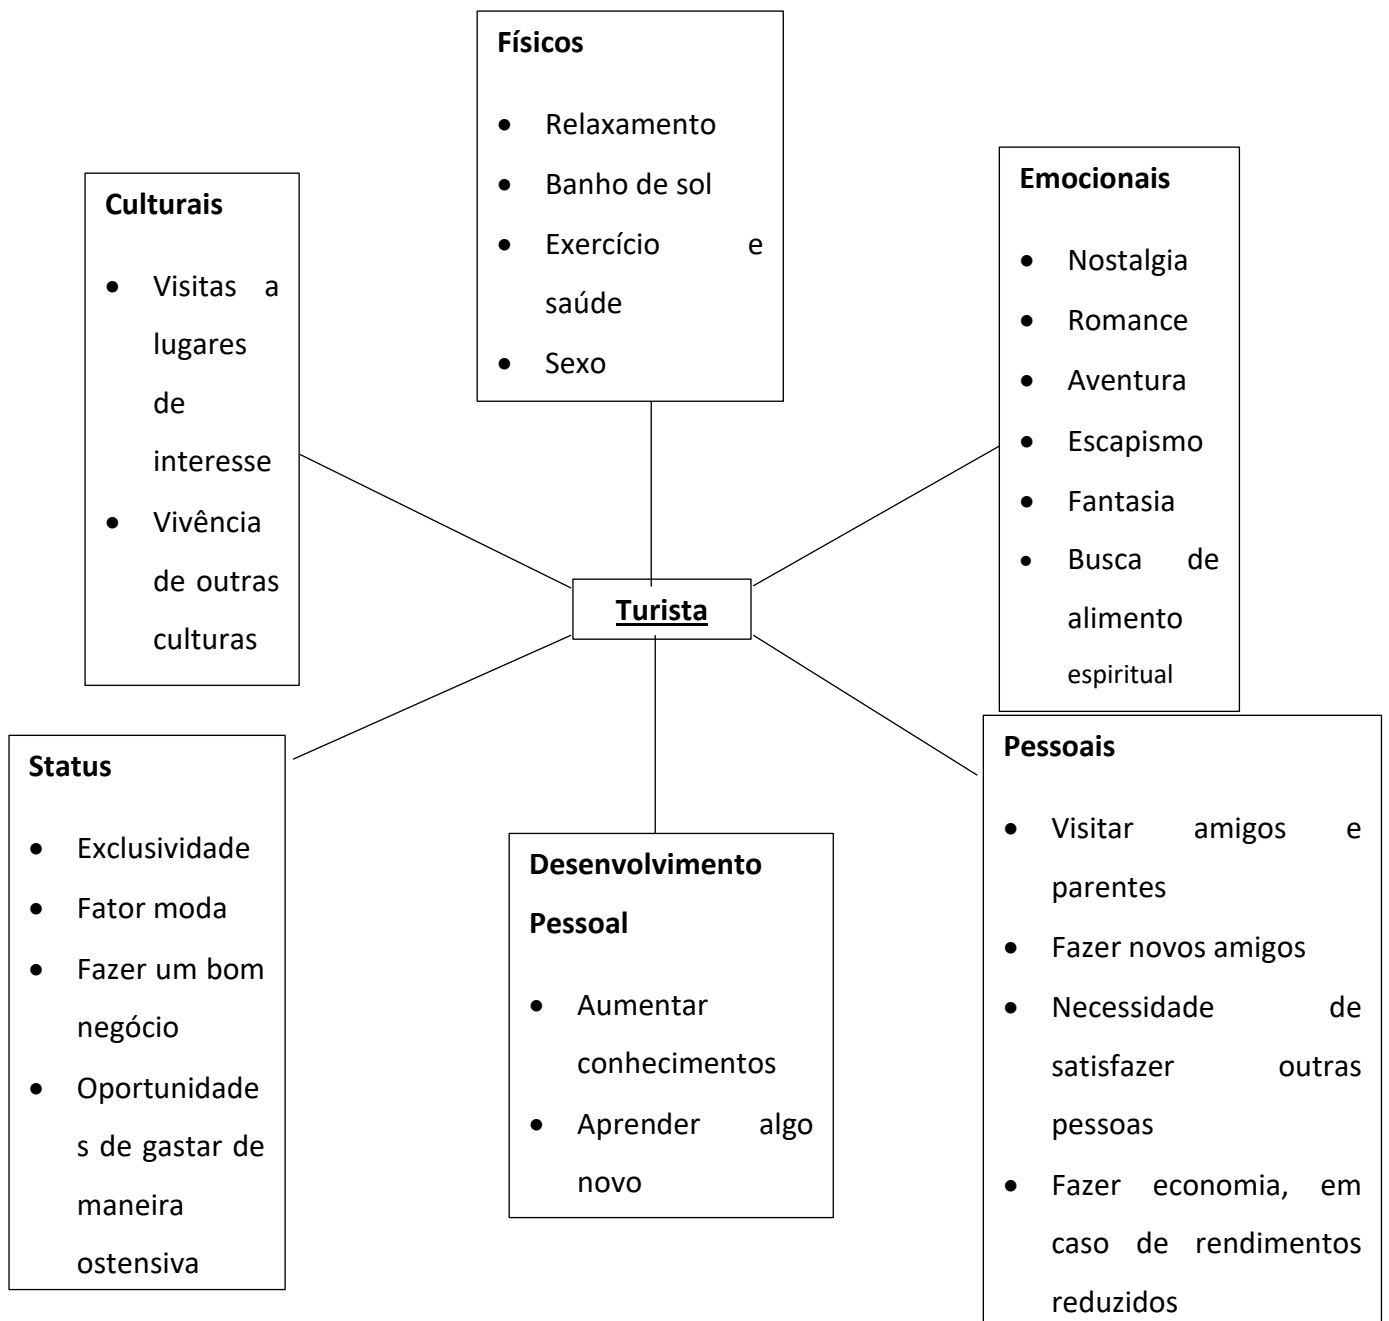 Físicos
• Relaxamento
• Banho de sol
• Exercício e
saúde
• Sexo
Culturais
• Visitas a
lugares
de
interesse
• Vivência
de outras
culturas
Emocionais
• Nostalgia
• Romance
• Aventura
• Escapismo
• Fantasia
• Busca de
alimento
espiritual
Turista
Status
• Exclusividade
• Fator moda
• Fazer um bom
negócio
• Oportunidade
s de gastar de
maneira
ostensiva
Desenvolvimento
Pessoal
• Aumentar
conhecimentos
• Aprender algo
novo
Pessoais
• Visitar amigos e
parentes
• Fazer novos amigos
• Necessidade de
satisfazer outras
pessoas
• Fazer economia, em
caso de rendimentos
reduzidos